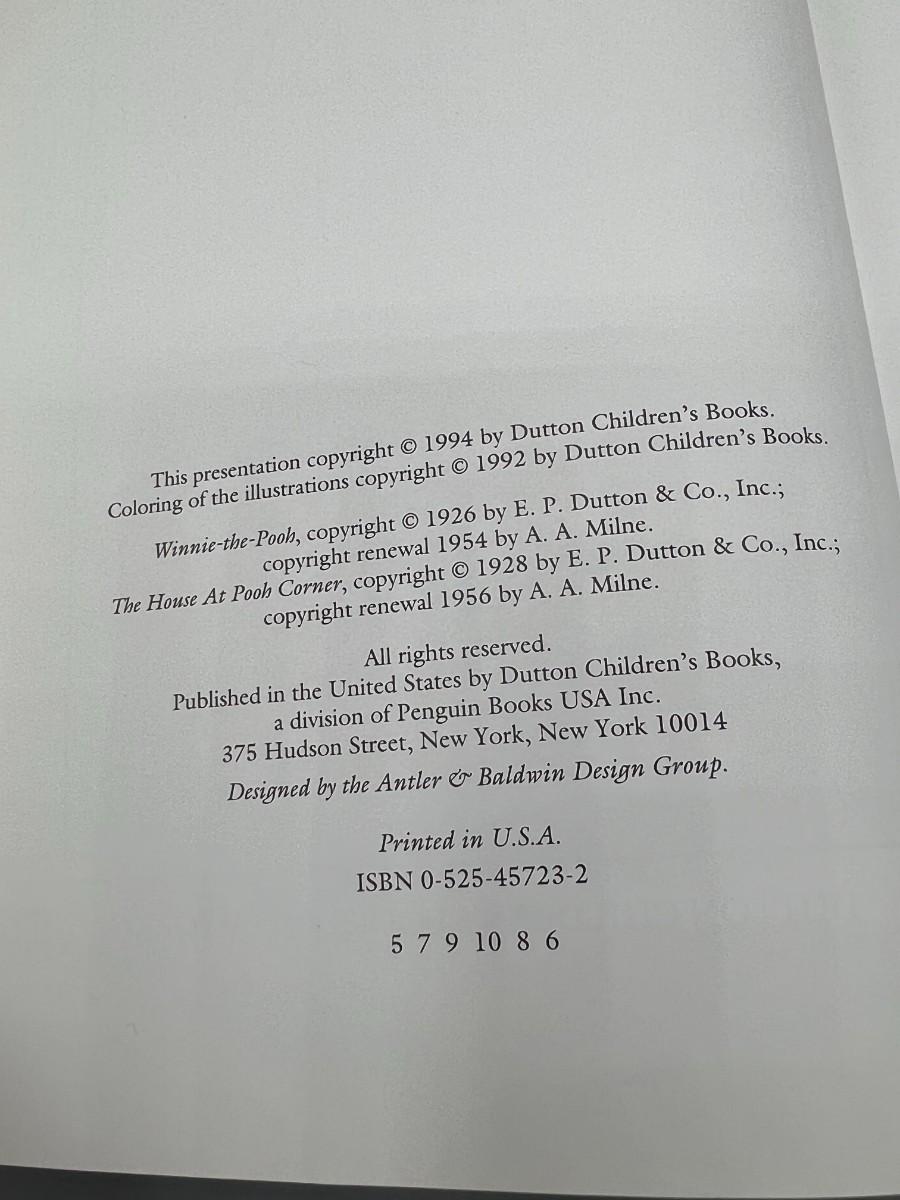 This presentation copyright © 1994 by Dutton Children's Books.
Coloring of the illustrations copyright © 1992 by Dutton Children's Books.
Winnie-the-Pooh, copyright © 1926 by E. P. Dutton & Co., Inc.;
copyright renewal 1954 by A. A. Milne.
The House At Pooh Corner, copyright © 1928 by E. P. Dutton & Co., Inc.;
copyright renewal 1956 by A. A. Milne.
All rights reserved.
Published in the United States by Dutton Children's Books,
a division of Penguin Books USA Inc.
375 Hudson Street, New York, New York 10014
Designed by the Antler & Baldwin Design Group.
Printed in U.S.A.
ISBN 0-525-45723-2
5 7 9 10 8 6